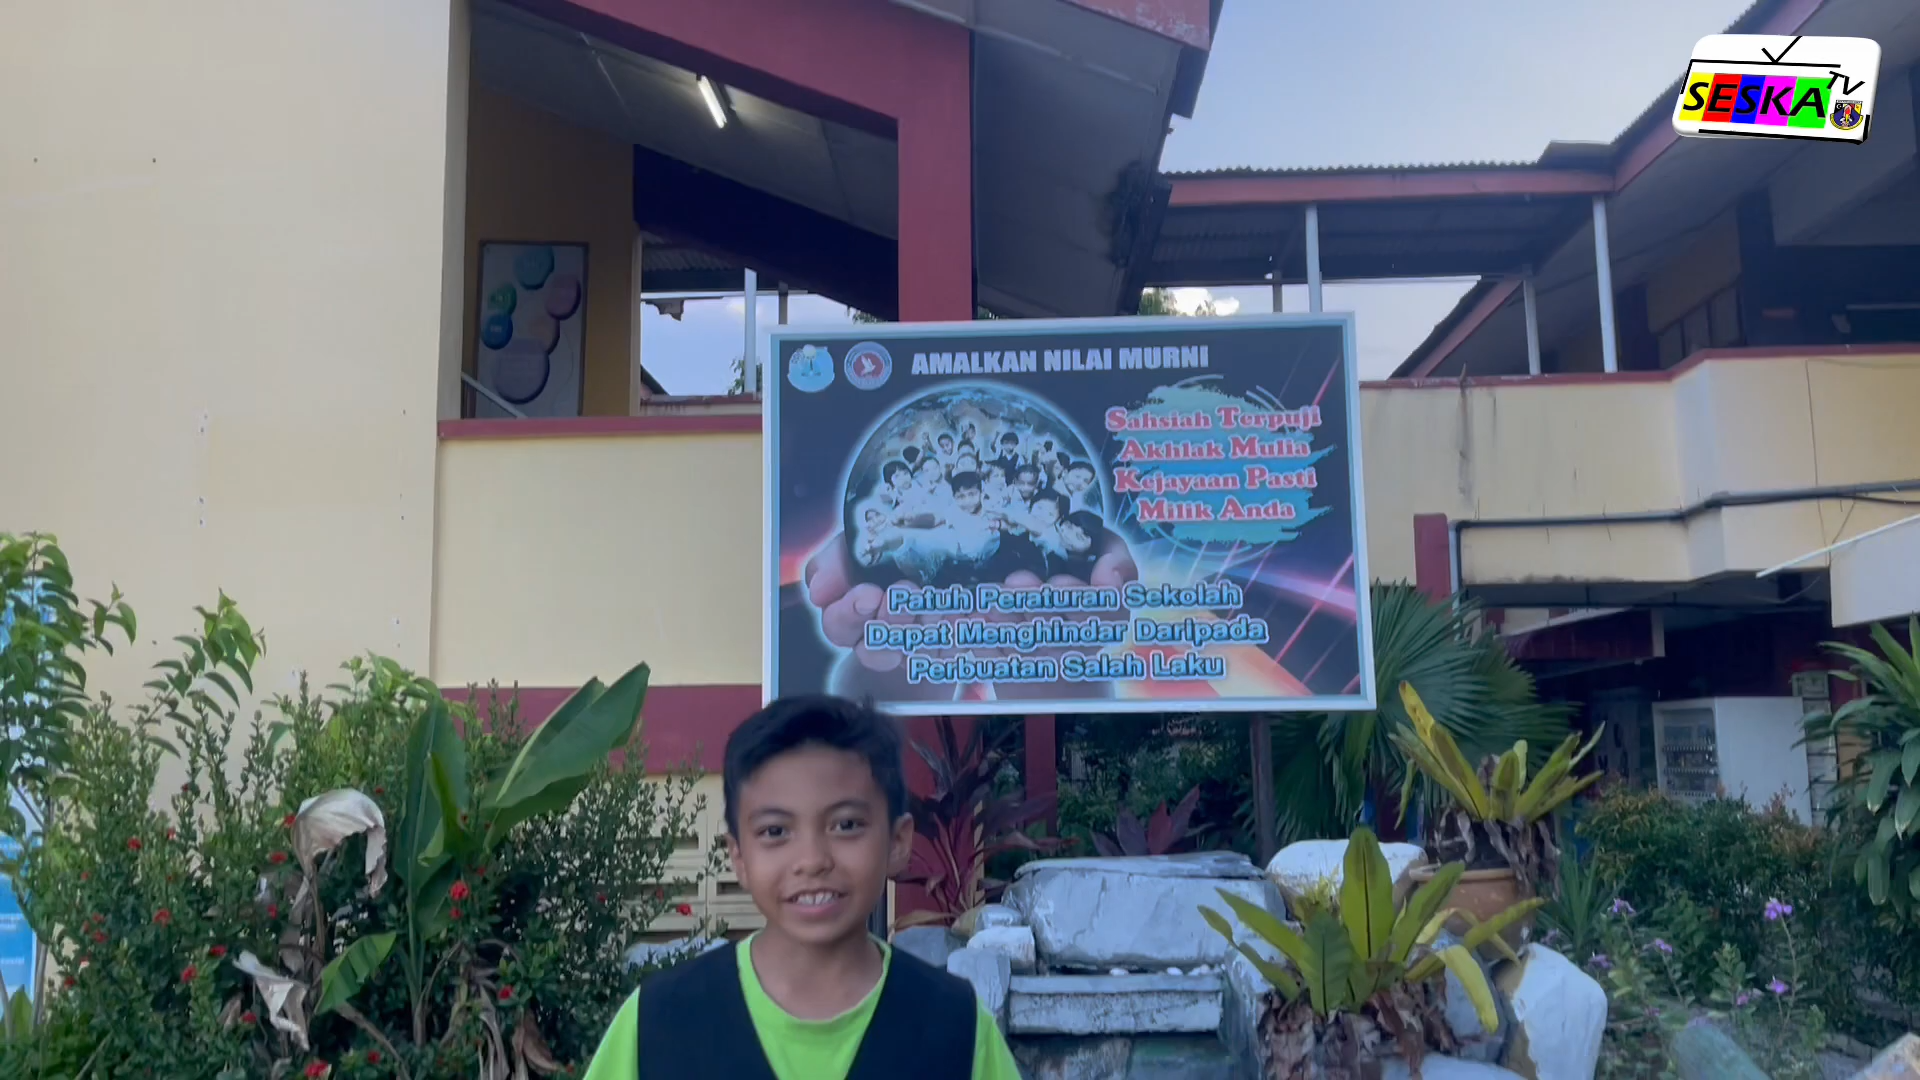 SESKA TV
AMALKAN NILAI MURNI
Sahsiah Terpuji
Akhlak Mulia
Kejayaan Pasti
Milik Anda
Patuh Peraturan Sekolah
Dapat Menghindar Daripada
Perbuatan Salah Laku